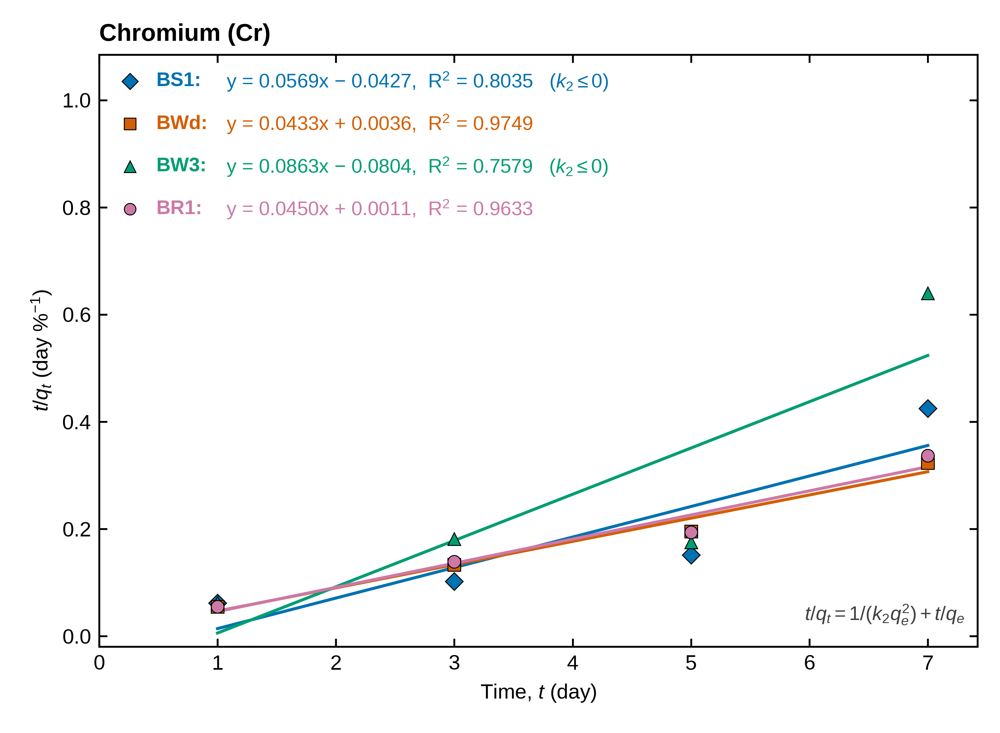 Chromium (Cr)
BS1: y = 0.0569x − 0.0427, R² = 0.8035 (k₂ ≤ 0)
BWd: y = 0.0433x + 0.0036, R² = 0.9749
BW3: y = 0.0863x − 0.0804, R² = 0.7579 (k₂ ≤ 0)
BR1: y = 0.0450x + 0.0011, R² = 0.9633
1.0
0.8
0.6
0.4
0.2
0.0
t/qₜ (day %⁻¹)
t/qₜ = 1/(k₂qₑ²) + t/qₑ
0 1 2 3 4 5 6 7
Time, t (day)